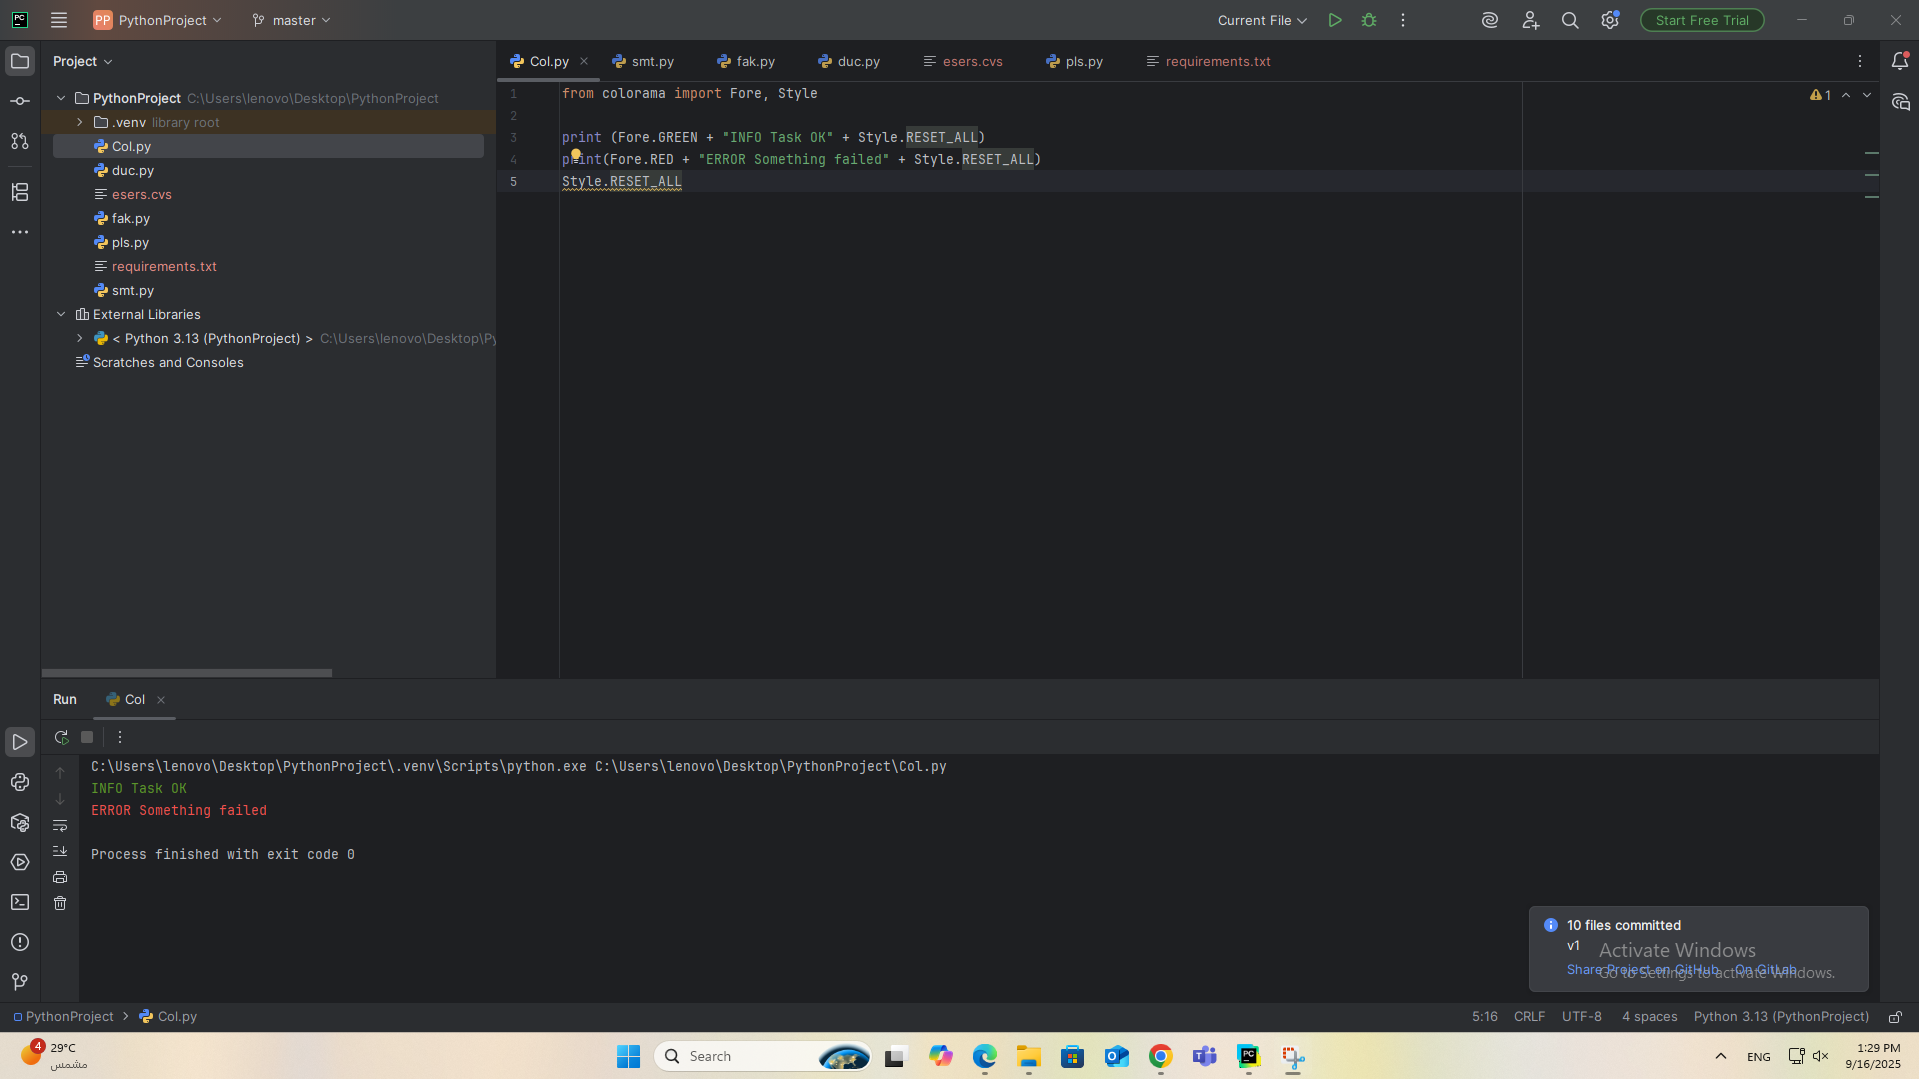 PC
PP PythonProject
master
Current File
Start Free Trial
Project
Col.py
smt.py
fak.py
duc.py
esers.cvs
pls.py
requirements.txt
PythonProject C:\Users\lenovo\Desktop\PythonProject
.venv library root
Col.py
duc.py
esers.cvs
fak.py
pls.py
requirements.txt
smt.py
External Libraries
< Python 3.13 (PythonProject) > C:\Users\lenovo\Desktop\Py
Scratches and Consoles
1 from colorama import Fore, Style
2
3 print (Fore.GREEN + "INFO Task OK" + Style.RESET_ALL)
4 print(Fore.RED + "ERROR Something failed" + Style.RESET_ALL)
5 Style.RESET_ALL
1
Run
Col
C:\Users\lenovo\Desktop\PythonProject\.venv\Scripts\python.exe C:\Users\lenovo\Desktop\PythonProject\Col.py
INFO Task OK
ERROR Something failed
Process finished with exit code 0
10 files committed
v1
Share Project on GitHub On GitLab
Activate Windows
Go to Settings to activate Windows.
PythonProject > Col.py
5:16 CRLF UTF-8 4 spaces Python 3.13 (PythonProject)
4
29°C
مشمس
Search
PC
ENG
1:29 PM
9/16/2025